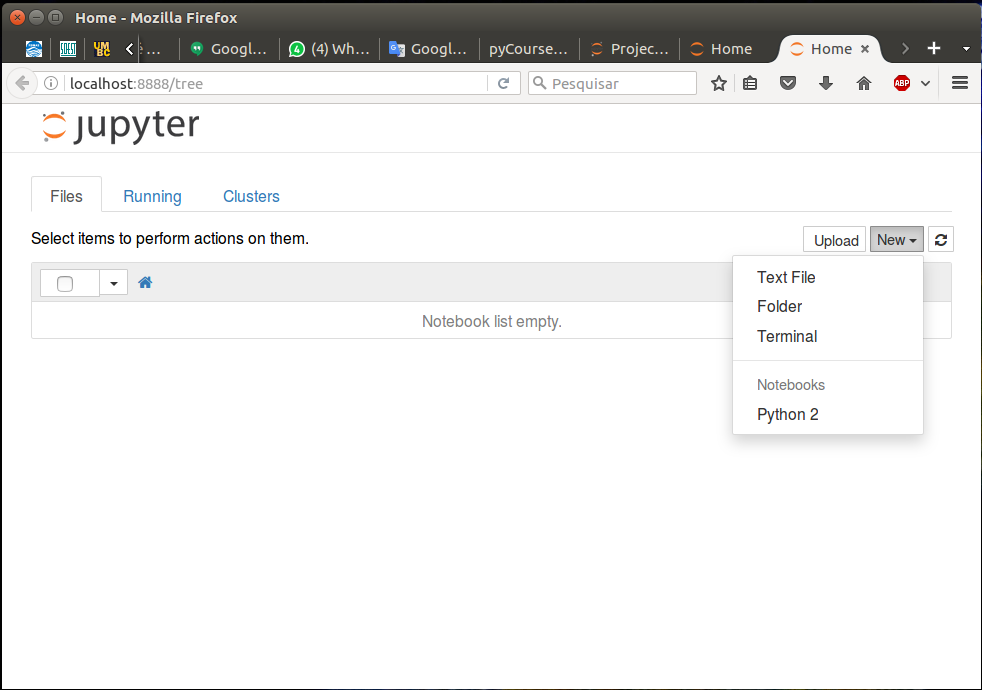 Home - Mozilla Firefox
UMBC ... Googl... (4) Wh... Googl... pyCourse... Projec... Home Home
localhost:8888/tree Pesquisar ABP
jupyter
Files Running Clusters
Select items to perform actions on them. Upload New
Notebook list empty.
Text File
Folder
Terminal
Notebooks
Python 2